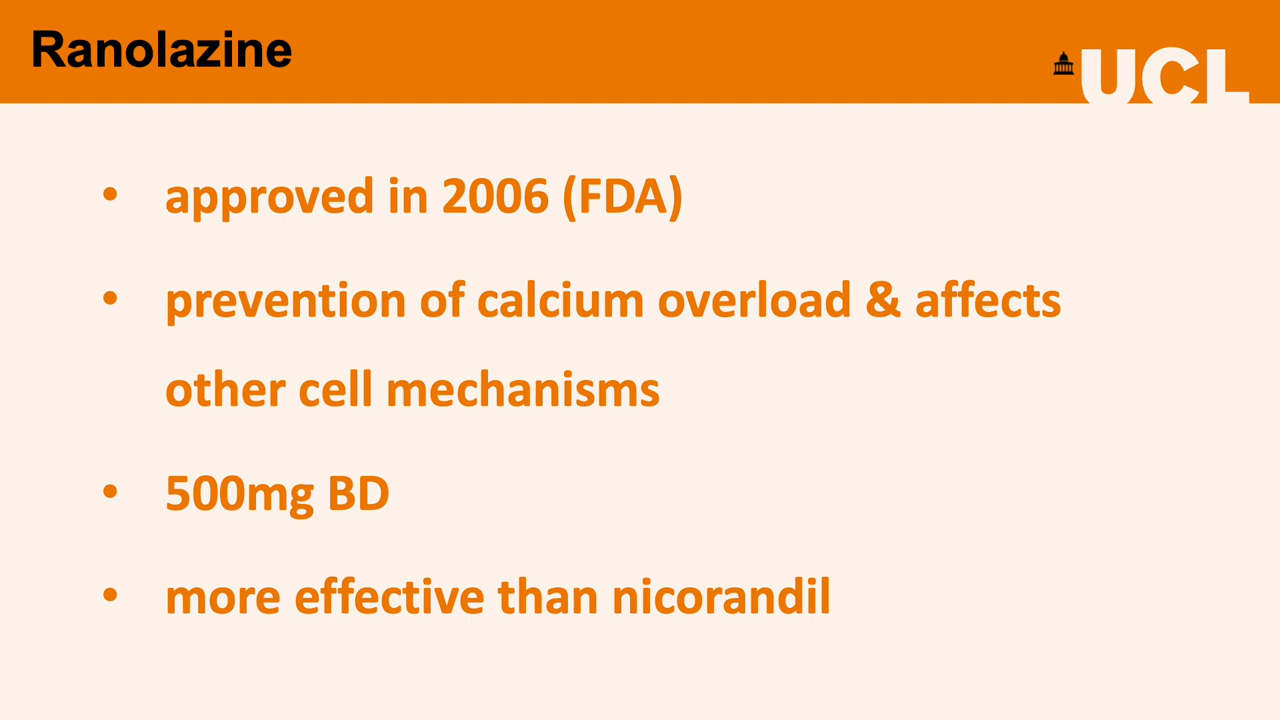 Ranolazine
UCL
• approved in 2006 (FDA)
• prevention of calcium overload & affects
other cell mechanisms
• 500mg BD
• more effective than nicorandil